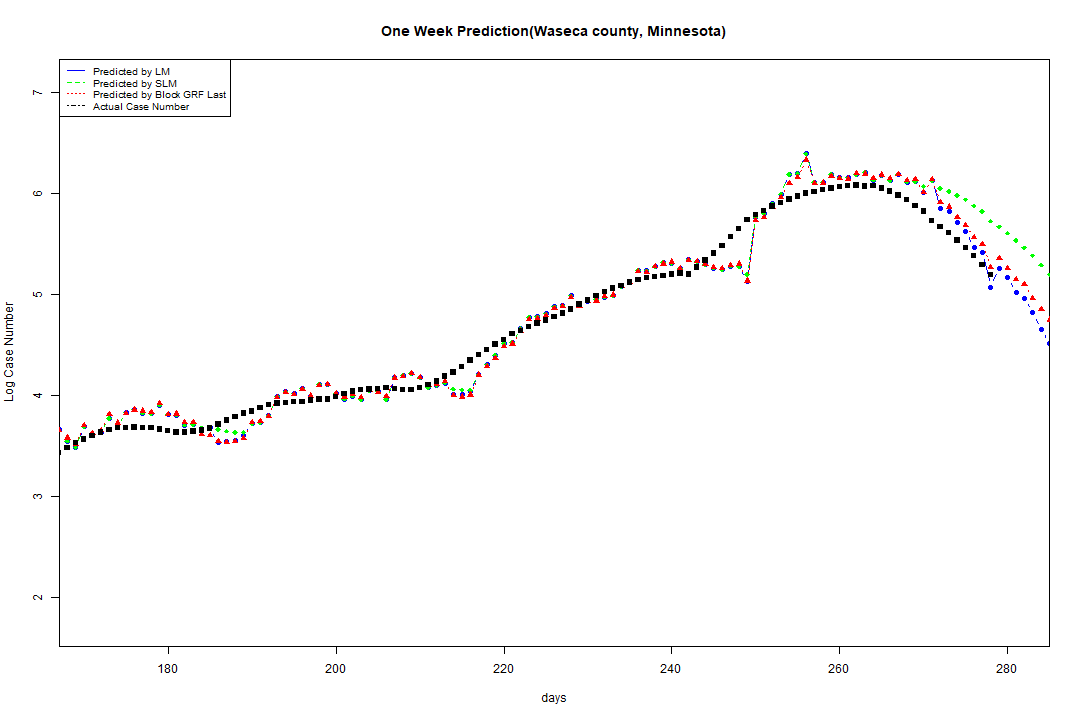 One Week Prediction(Waseca county, Minnesota)
Predicted by LM
Predicted by SLM
Predicted by Block GRF Last
Actual Case Number
7
6
5
4
3
2
Log Case Number
180 200 220 240 260 280
days